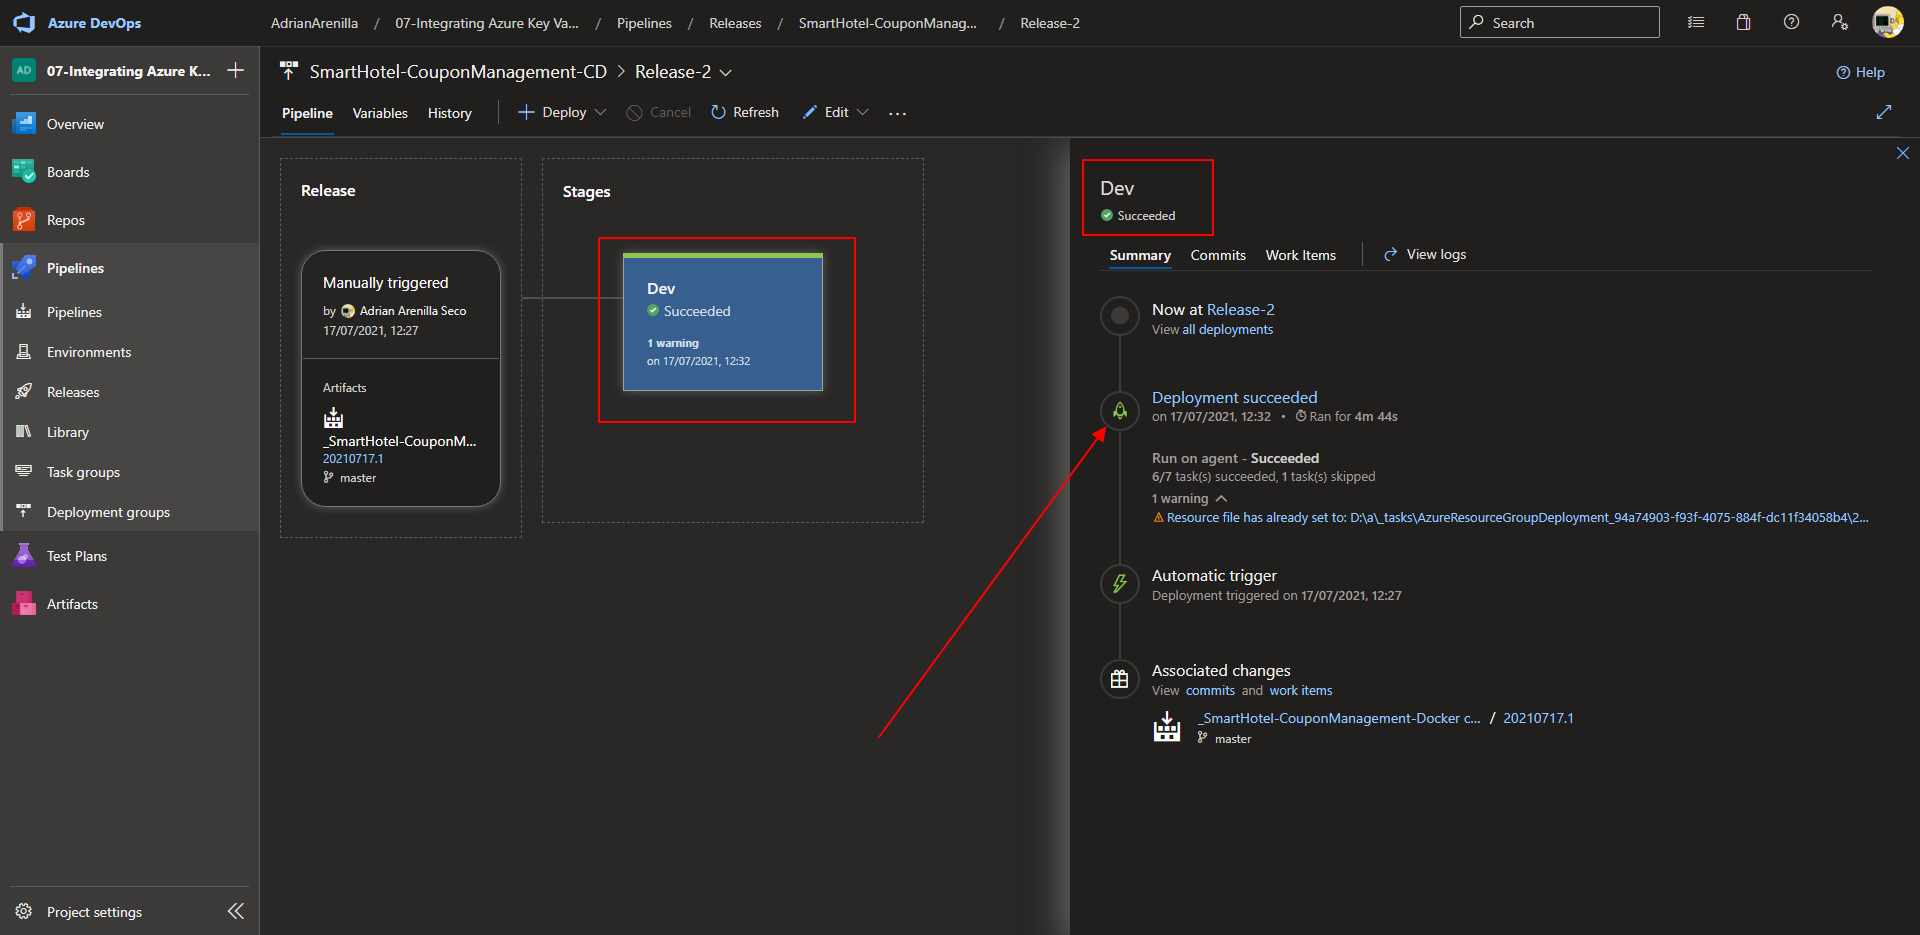 Azure DevOps
AdrianArenilla / 07-Integrating Azure Key Va... / Pipelines / Releases / SmartHotel-CouponManag... / Release-2
Search
AD 07-Integrating Azure K...
Overview
Boards
Repos
Pipelines
Pipelines
Environments
Releases
Library
Task groups
Deployment groups
Test Plans
Artifacts
Project settings
SmartHotel-CouponManagement-CD > Release-2
Help
Pipeline Variables History Deploy Cancel Refresh Edit ...
Release
Manually triggered
by Adrian Arenilla Seco
17/07/2021, 12:27
Artifacts
_SmartHotel-CouponM...
20210717.1
master
Stages
Dev
Succeeded
1 warning
on 17/07/2021, 12:32
Dev
Succeeded
Summary Commits Work Items View logs
Now at Release-2
View all deployments
Deployment succeeded
on 17/07/2021, 12:32 • Ran for 4m 44s
Run on agent - Succeeded
6/7 task(s) succeeded, 1 task(s) skipped
1 warning
Resource file has already set to: D:\a\_tasks\AzureResourceGroupDeployment_94a74903-f93f-4075-884f-dc11f34058b4\2...
Automatic trigger
Deployment triggered on 17/07/2021, 12:27
Associated changes
View commits and work items
_SmartHotel-CouponManagement-Docker c... / 20210717.1
master